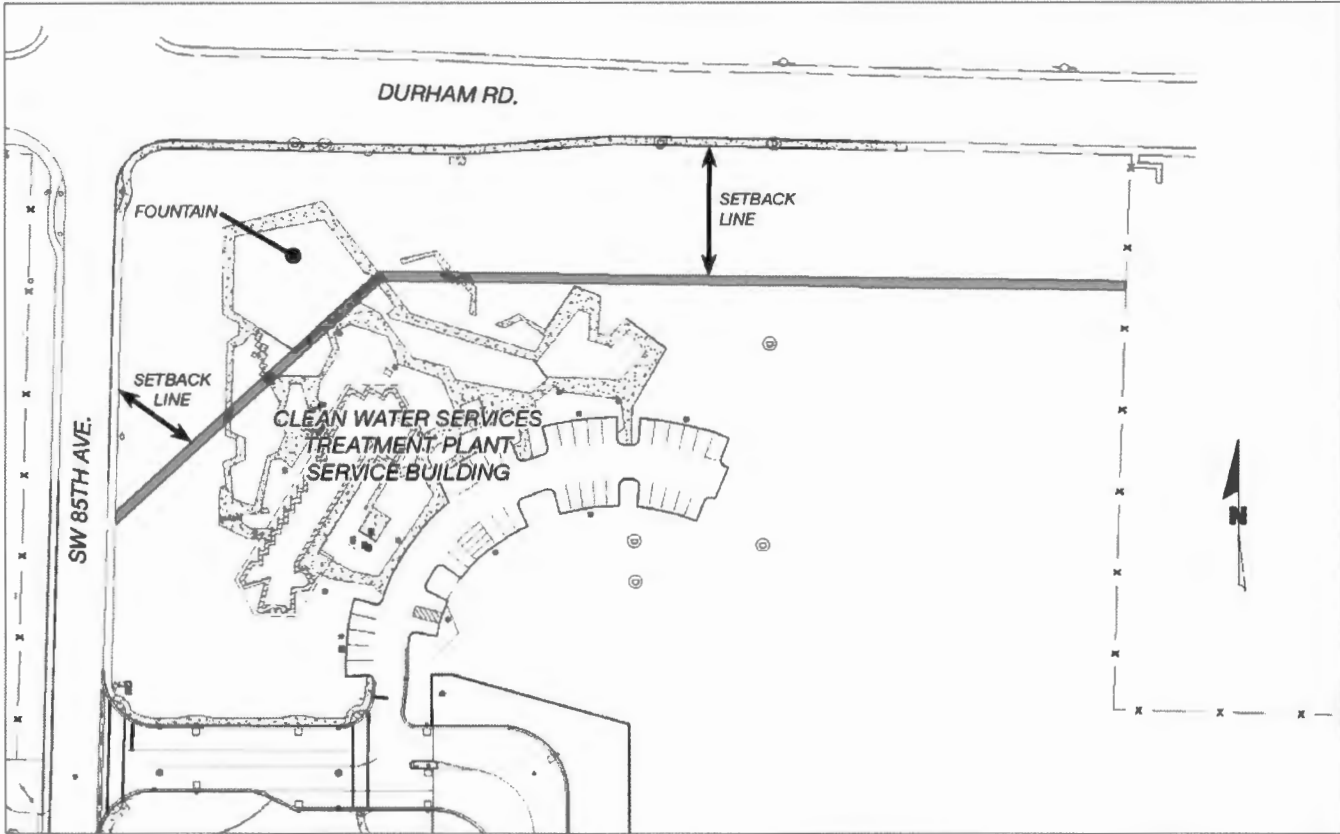 DURHAM RD.
FOUNTAIN
SETBACK
LINE
SETBACK
LINE
CLEAN WATER SERVICES
TREATMENT PLANT
SERVICE BUILDING
SW 85TH AVE.
N